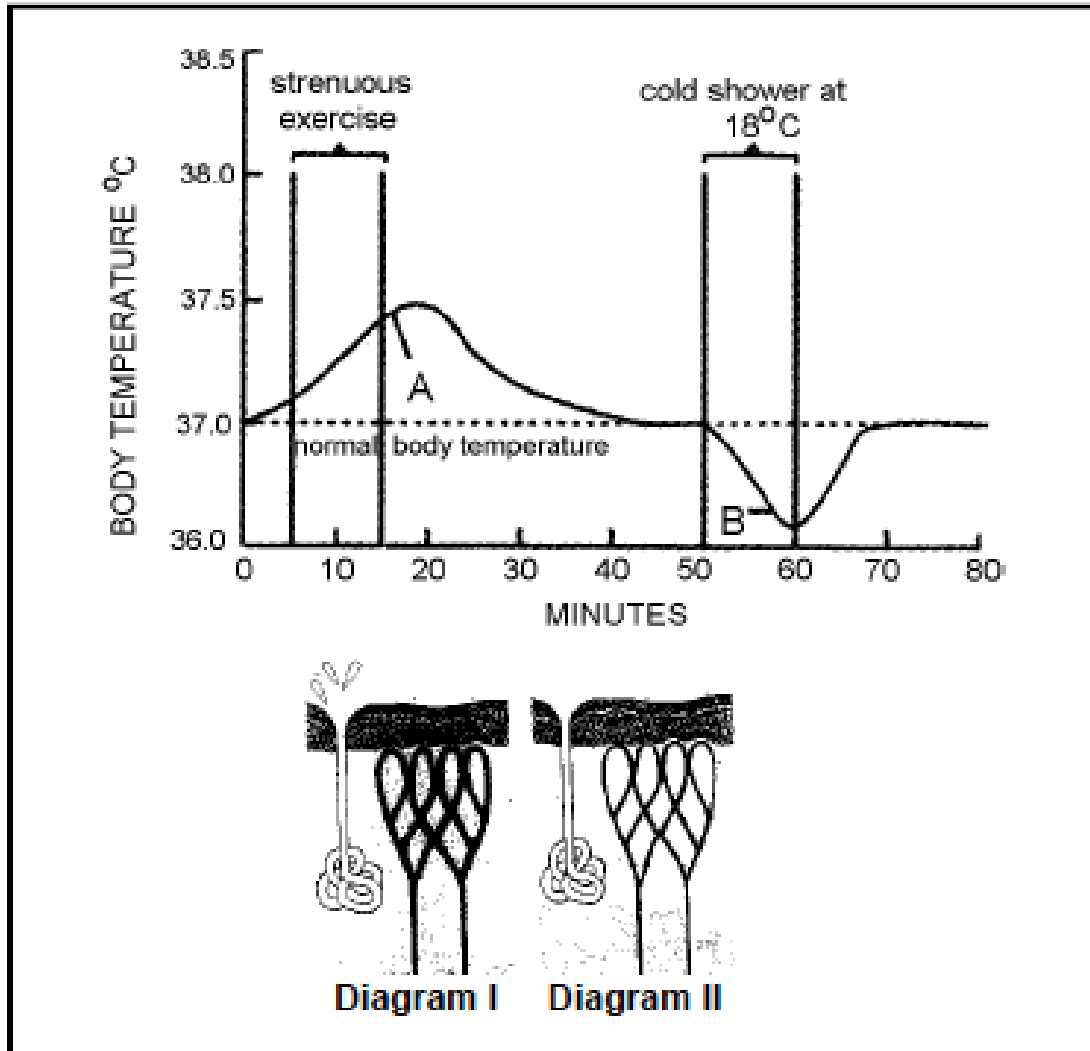 38.5
strenuous
exercise
cold shower at
18°C
38.0
37.5
A
37.0
normal body temperature
B
36.0
0 10 20 30 40 50 60 70 80
MINUTES
BODY TEMPERATURE °C
Diagram I Diagram II